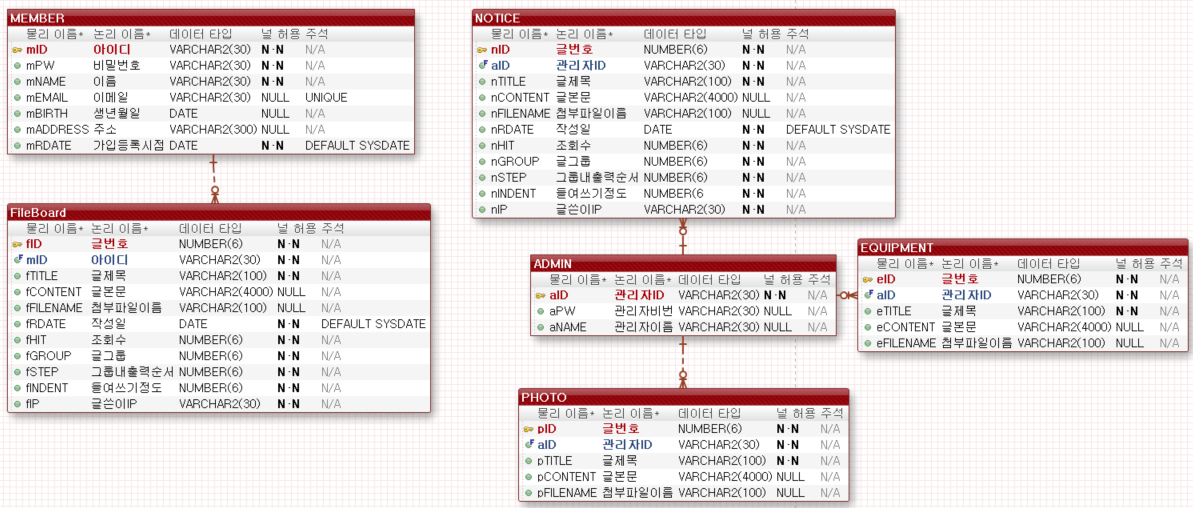 MEMBER
물리 이름* 논리 이름* 데이터 타입 널 허용 주석
mID 아이디 VARCHAR2(30) N·N N/A
mPW 비밀번호 VARCHAR2(30) N·N N/A
mNAME 이름 VARCHAR2(30) N·N N/A
mEMAIL 이메일 VARCHAR2(30) NULL UNIQUE
mBIRTH 생년월일 DATE NULL N/A
mADDRESS 주소 VARCHAR2(300) NULL N/A
mRDATE 가입등록시점 DATE N·N DEFAULT SYSDATE
FileBoard
물리 이름* 논리 이름* 데이터 타입 널 허용 주석
fID 글번호 NUMBER(6) N·N N/A
mID 아이디 VARCHAR2(30) N·N N/A
fTITLE 글제목 VARCHAR2(100) N·N N/A
fCONTENT 글본문 VARCHAR2(4000) NULL N/A
fFILENAME 첨부파일이름 VARCHAR2(100) NULL N/A
fRDATE 작성일 DATE N·N DEFAULT SYSDATE
fHIT 조회수 NUMBER(6) N·N N/A
fGROUP 글그룹 NUMBER(6) N·N N/A
fSTEP 그룹내출력순서 NUMBER(6) N·N N/A
fINDENT 들여쓰기정도 NUMBER(6) N·N N/A
fIP 글쓴이IP VARCHAR2(30) N·N N/A
NOTICE
물리 이름* 논리 이름* 데이터 타입 널 허용 주석
nID 글번호 NUMBER(6) N·N N/A
aID 관리자ID VARCHAR2(30) N·N N/A
nTITLE 글제목 VARCHAR2(100) N·N N/A
nCONTENT 글본문 VARCHAR2(4000) NULL N/A
nFILENAME 첨부파일이름 VARCHAR2(100) NULL N/A
nRDATE 작성일 DATE N·N DEFAULT SYSDATE
nHIT 조회수 NUMBER(6) N·N N/A
nGROUP 글그룹 NUMBER(6) N·N N/A
nSTEP 그룹내출력순서 NUMBER(6) N·N N/A
nINDENT 들여쓰기정도 NUMBER(6 N·N N/A
nIP 글쓴이IP VARCHAR2(30) N·N N/A
ADMIN
물리 이름* 논리 이름* 데이터 타입 널 허용 주석
aID 관리자ID VARCHAR2(30) N·N N/A
aPW 관리자비번 VARCHAR2(30) NULL N/A
aNAME 관리자이름 VARCHAR2(30) NULL N/A
EQUIPMENT
물리 이름* 논리 이름* 데이터 타입 널 허용 주석
eID 글번호 NUMBER(6) N·N N/A
aID 관리자ID VARCHAR2(30) N·N N/A
eTITLE 글제목 VARCHAR2(100) N·N N/A
eCONTENT 글본문 VARCHAR2(4000) NULL N/A
eFILENAME 첨부파일이름 VARCHAR2(100) NULL N/A
PHOTO
물리 이름* 논리 이름* 데이터 타입 널 허용 주석
pID 글번호 NUMBER(6) N·N N/A
aID 관리자ID VARCHAR2(30) N·N N/A
pTITLE 글제목 VARCHAR2(100) N·N N/A
pCONTENT 글본문 VARCHAR2(4000) NULL N/A
pFILENAME 첨부파일이름 VARCHAR2(100) NULL N/A